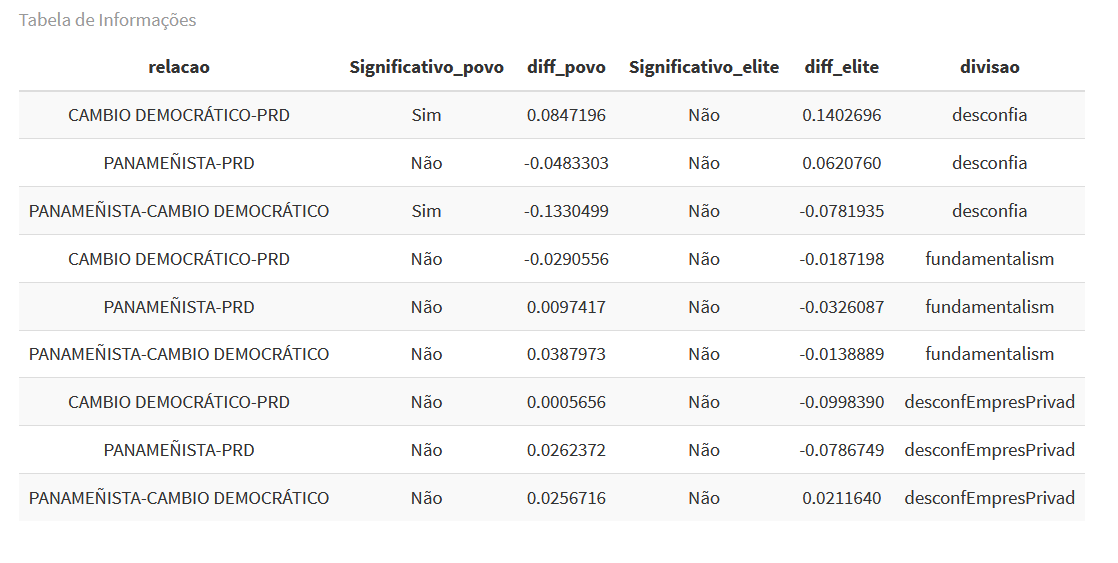 Tabela de Informações
relacao Significativo_povo diff_povo Significativo_elite diff_elite divisao
CAMBIO DEMOCRÁTICO-PRD Sim 0.0847196 Não 0.1402696 desconfia
PANAMEÑISTA-PRD Não -0.0483303 Não 0.0620760 desconfia
PANAMEÑISTA-CAMBIO DEMOCRÁTICO Sim -0.1330499 Não -0.0781935 desconfia
CAMBIO DEMOCRÁTICO-PRD Não -0.0290556 Não -0.0187198 fundamentalism
PANAMEÑISTA-PRD Não 0.0097417 Não -0.0326087 fundamentalism
PANAMEÑISTA-CAMBIO DEMOCRÁTICO Não 0.0387973 Não -0.0138889 fundamentalism
CAMBIO DEMOCRÁTICO-PRD Não 0.0005656 Não -0.0998390 desconfEmpresPrivad
PANAMEÑISTA-PRD Não 0.0262372 Não -0.0786749 desconfEmpresPrivad
PANAMEÑISTA-CAMBIO DEMOCRÁTICO Não 0.0256716 Não 0.0211640 desconfEmpresPrivad